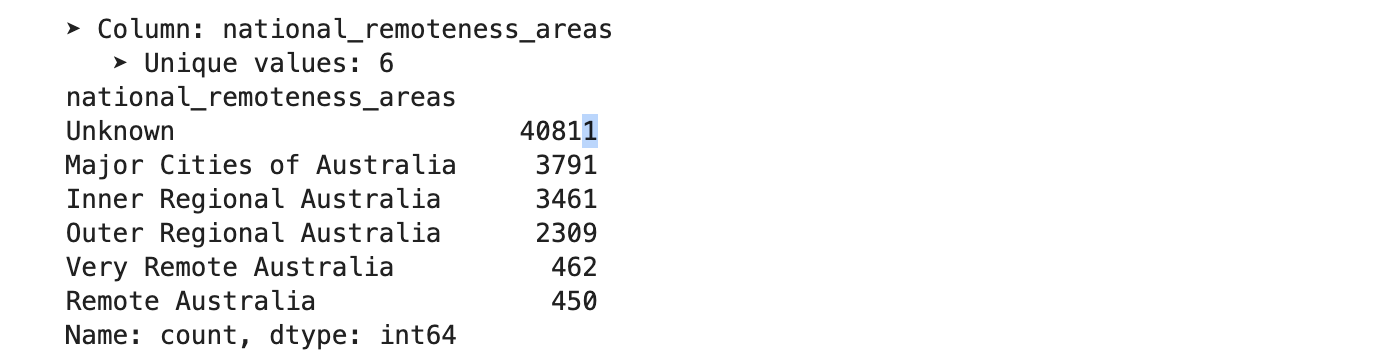 ➤ Column: national_remoteness_areas
➤ Unique values: 6
national_remoteness_areas
Unknown 40811
Major Cities of Australia 3791
Inner Regional Australia 3461
Outer Regional Australia 2309
Very Remote Australia 462
Remote Australia 450
Name: count, dtype: int64